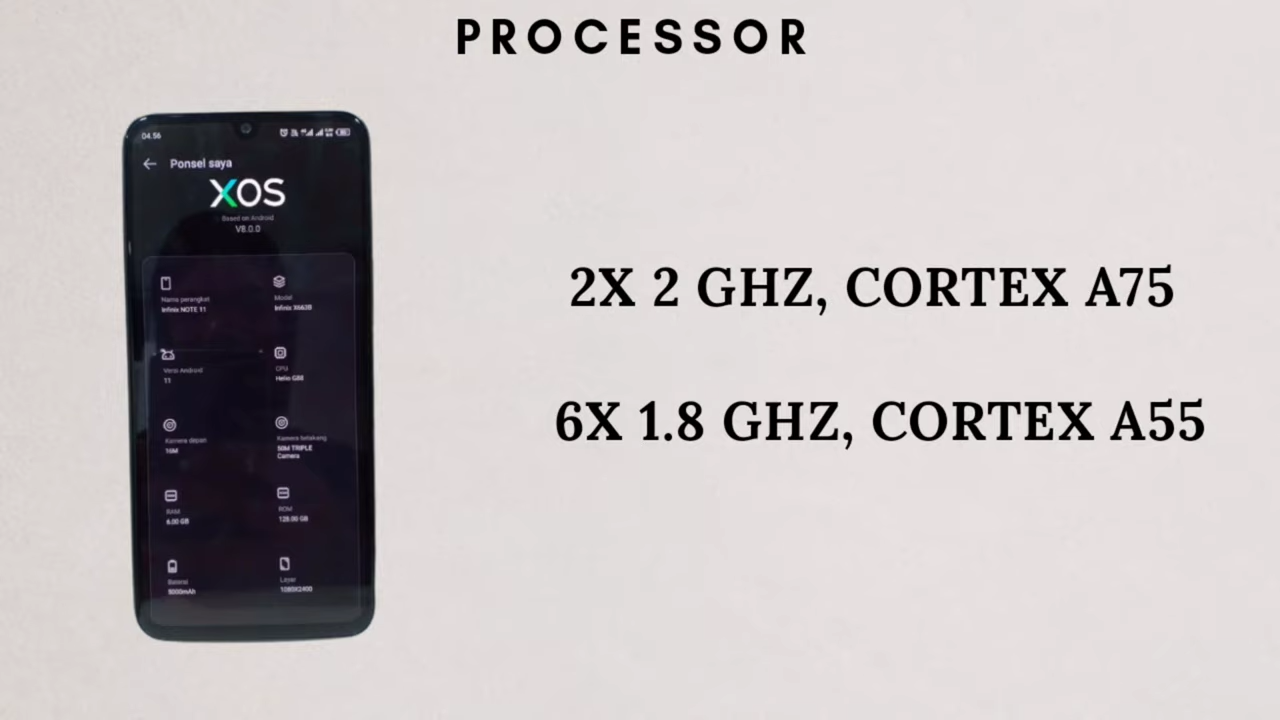 PROCESSOR
04.56
Ponsel saya
XOS
Based on Android
V8.0.0
Nama perangkat
Infinix NOTE 11
Model
Infinix X663B
Versi Android
11
CPU
Helio G88
Kamera depan
16M
Kamera belakang
50M TRIPLE
Camera
RAM
6.00 GB
ROM
128.00 GB
Baterai
5000mAh
Layar
1080X2400
2X 2 GHZ, CORTEX A75
6X 1.8 GHZ, CORTEX A55